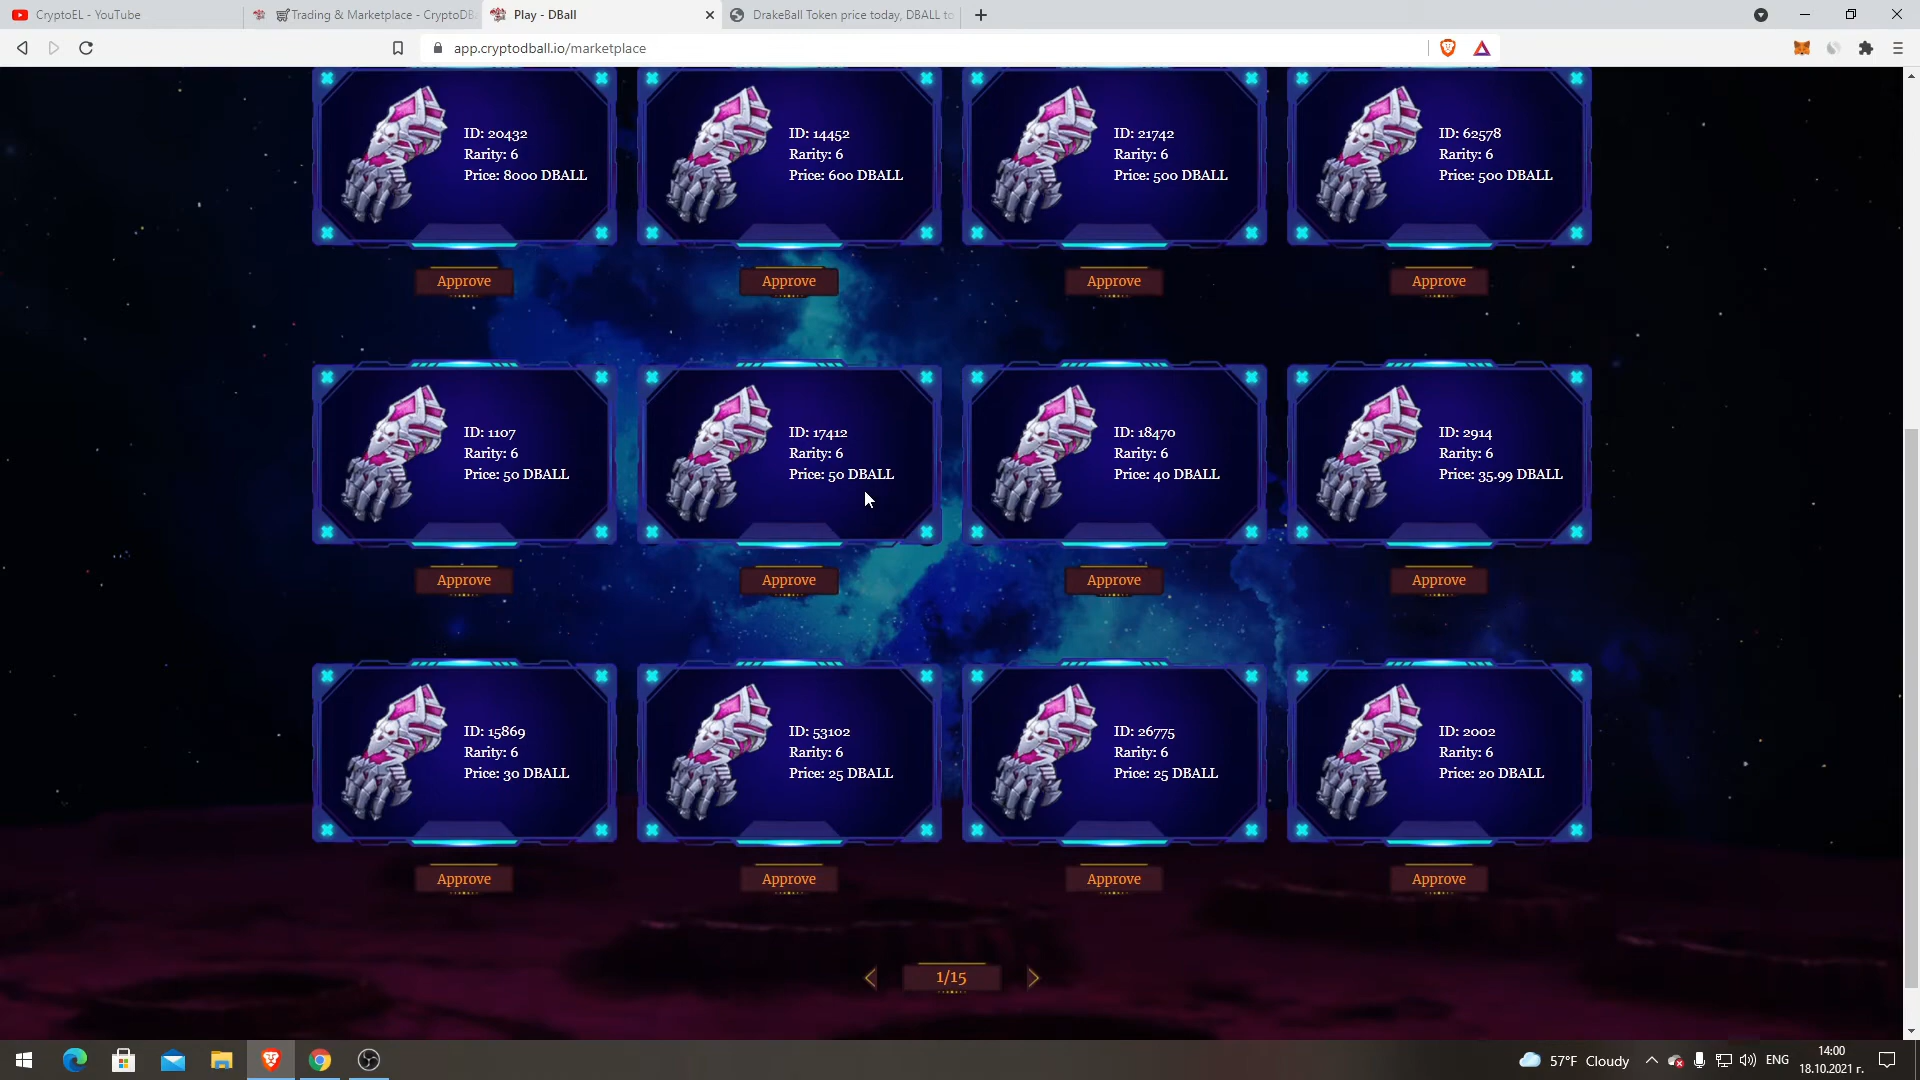 CryptoEL - YouTube
Trading & Marketplace - CryptoDB
Play - DBall
DrakeBall Token price today, DBALL to
app.cryptodball.io/marketplace
ID: 20432
Rarity: 6
Price: 8000 DBALL
ID: 14452
Rarity: 6
Price: 600 DBALL
ID: 21742
Rarity: 6
Price: 500 DBALL
ID: 62578
Rarity: 6
Price: 500 DBALL
Approve
Approve
Approve
Approve
ID: 1107
Rarity: 6
Price: 50 DBALL
ID: 17412
Rarity: 6
Price: 50 DBALL
ID: 18470
Rarity: 6
Price: 40 DBALL
ID: 2914
Rarity: 6
Price: 35.99 DBALL
Approve
Approve
Approve
Approve
ID: 15869
Rarity: 6
Price: 30 DBALL
ID: 53102
Rarity: 6
Price: 25 DBALL
ID: 26775
Rarity: 6
Price: 25 DBALL
ID: 2002
Rarity: 6
Price: 20 DBALL
Approve
Approve
Approve
Approve
1/15
57°F Cloudy
ENG
14:00
18.10.2021 г.